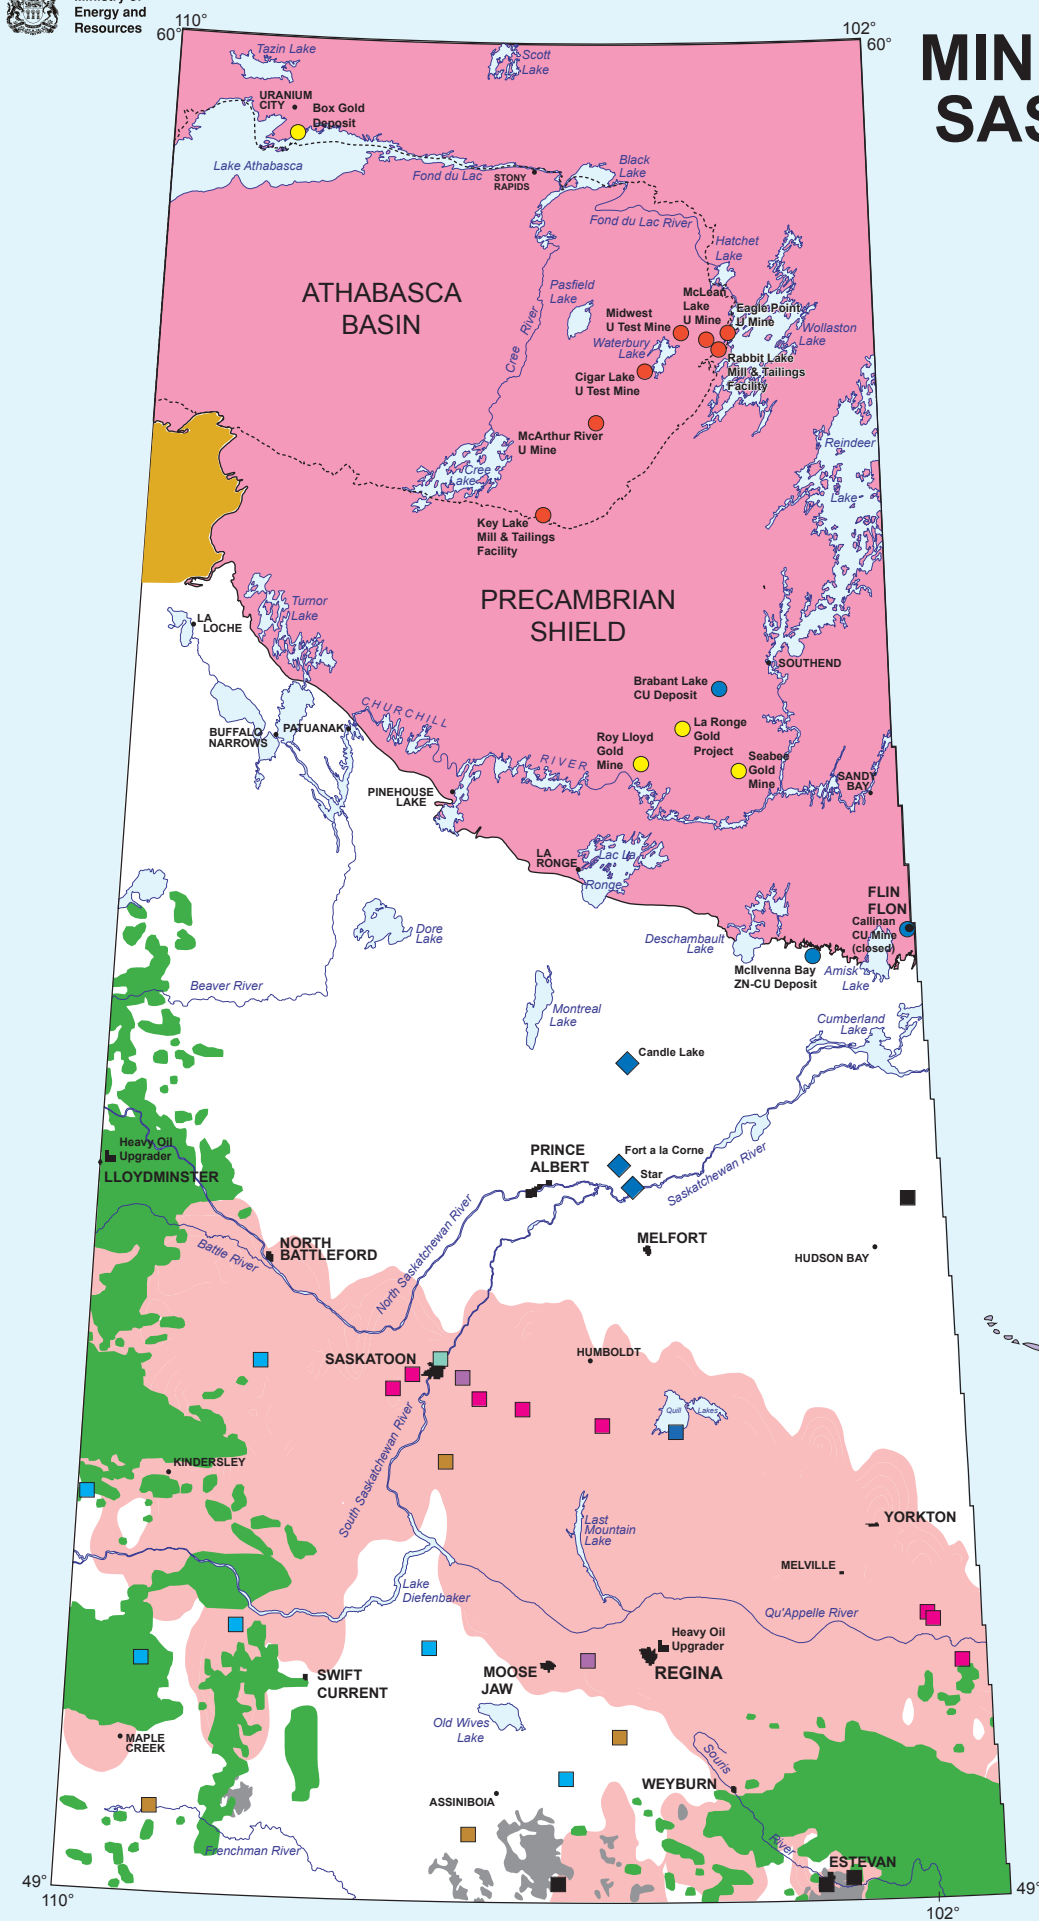 Energy and
Resources
110°
60°
102°
60°
MIN
SAS
Tazin Lake
Scott
Lake
URANIUM
CITY
Box Gold
Deposit
Lake Athabasca
Fond du Lac
STONY
RAPIDS
Black
Lake
Fond du Lac River
Hatchet
Lake
ATHABASCA
BASIN
Pasfield
Lake
Cree River
McLean
Lake
U Mine
Midwest
U Test Mine
Eagle Point
U Mine
Wollaston
Lake
Waterbury
Lake
Rabbit Lake
Mill & Tailings
Facility
Cigar Lake
U Test Mine
McArthur River
U Mine
Reindeer
Lake
Cree
Lake
Key Lake
Mill & Tailings
Facility
PRECAMBRIAN
SHIELD
Turnor
Lake
LA
LOCHE
SOUTHEND
Brabant Lake
CU Deposit
CHURCHILL
RIVER
La Ronge
Gold
Project
BUFFALO
NARROWS
PATUANAK
Roy Lloyd
Gold
Mine
Seabee
Gold
Mine
SANDY
BAY
PINEHOUSE
LAKE
LA
RONGE
Lac La
Ronge
FLIN
FLON
Callinan
CU Mine
(closed)
Dore
Lake
Deschambault
Lake
McIlvenna Bay
ZN-CU Deposit
Amisk
Lake
Beaver River
Montreal
Lake
Cumberland
Lake
Candle Lake
Heavy Oil
Upgrader
LLOYDMINSTER
PRINCE
ALBERT
Fort a la Corne
Star
Saskatchewan River
North Saskatchewan River
Battle River
NORTH
BATTLEFORD
MELFORT
HUDSON BAY
SASKATOON
HUMBOLDT
Quill Lakes
South Saskatchewan River
KINDERSLEY
Last
Mountain
Lake
YORKTON
MELVILLE
Lake
Diefenbaker
Qu'Appelle River
Heavy Oil
Upgrader
REGINA
MOOSE
JAW
SWIFT
CURRENT
Old Wives
Lake
MAPLE
CREEK
Souris
River
WEYBURN
ASSINIBOIA
Frenchman River
ESTEVAN
49°
110°
49°
102°